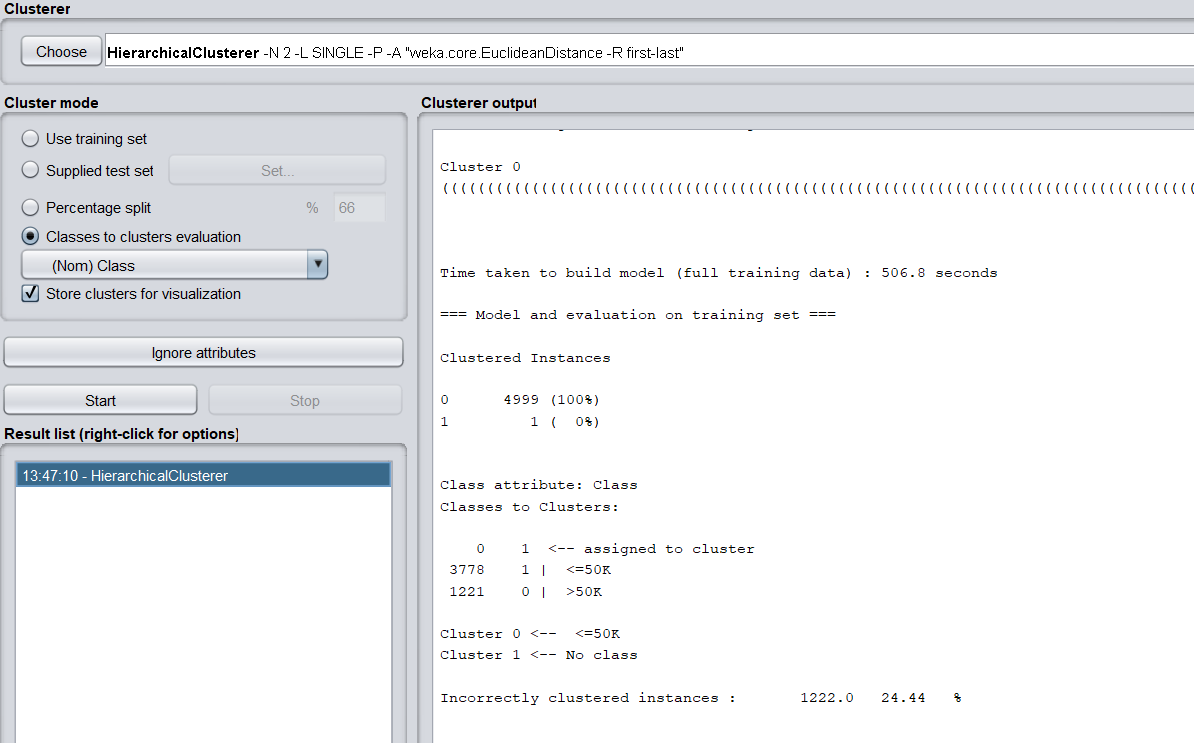 Clusterer
Choose HierarchicalClusterer -N 2 -L SINGLE -P -A "weka.core.EuclideanDistance -R first-last"
Cluster mode
Use training set
Supplied test set Set...
Percentage split % 66
Classes to clusters evaluation
(Nom) Class
Store clusters for visualization
Ignore attributes
Start Stop
Result list (right-click for options)
13:47:10 - HierarchicalClusterer
Clusterer output
Cluster 0
((((((((((((((((((((((((((((((((((((((((((((((((((((((((((((((((((((((((((((((((((((
Time taken to build model (full training data) : 506.8 seconds
=== Model and evaluation on training set ===
Clustered Instances
0 4999 (100%)
1 1 ( 0%)
Class attribute: Class
Classes to Clusters:
0 1 <-- assigned to cluster
3778 1 | <=50K
1221 0 | >50K
Cluster 0 <-- <=50K
Cluster 1 <-- No class
Incorrectly clustered instances : 1222.0 24.44 %